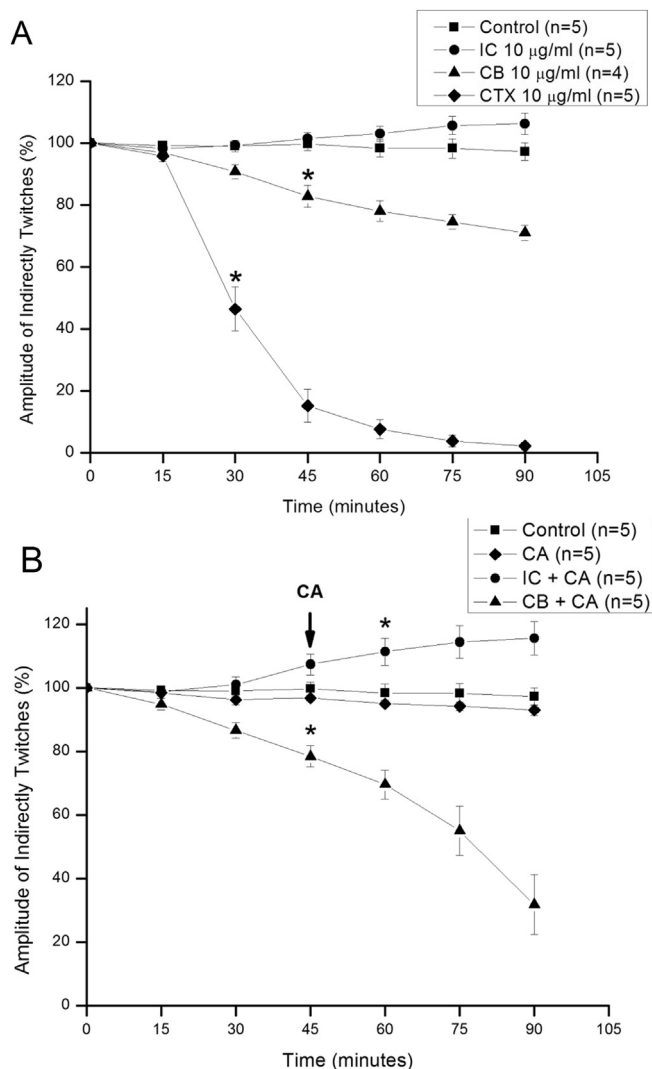 A
Control (n=5)
IC 10 μg/ml (n=5)
CB 10 μg/ml (n=4)
CTX 10 μg/ml (n=5)
120
100
80
60
40
20
0
Amplitude of Indirectly Twitches (%)
*
*
0 15 30 45 60 75 90 105
Time (minutes)
B
Control (n=5)
CA (n=5)
IC + CA (n=5)
CB + CA (n=5)
CA
120
100
80
60
40
20
0
Amplitude of Indirectly Twitches (%)
*
*
0 15 30 45 60 75 90 105
Time (minutes)